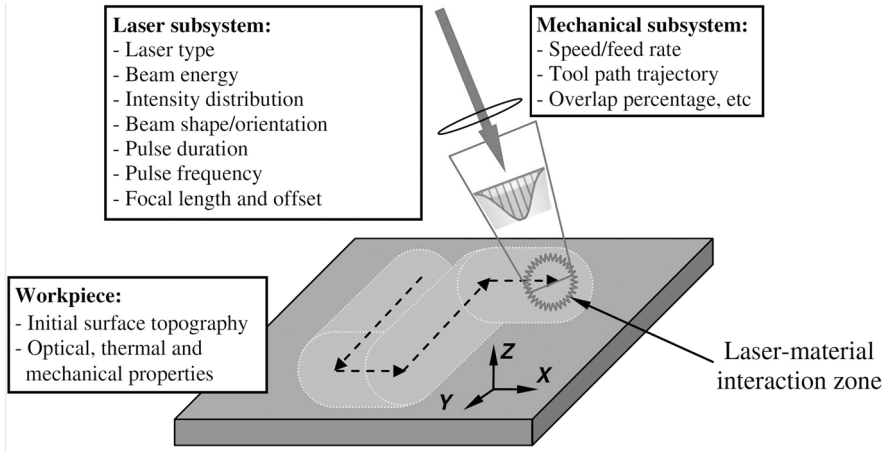 Laser subsystem:
- Laser type
- Beam energy
- Intensity distribution
- Beam shape/orientation
- Pulse duration
- Pulse frequency
- Focal length and offset
Mechanical subsystem:
- Speed/feed rate
- Tool path trajectory
- Overlap percentage, etc
Workpiece:
- Initial surface topography
- Optical, thermal and
mechanical properties
Z
X
Y
Laser-material
interaction zone